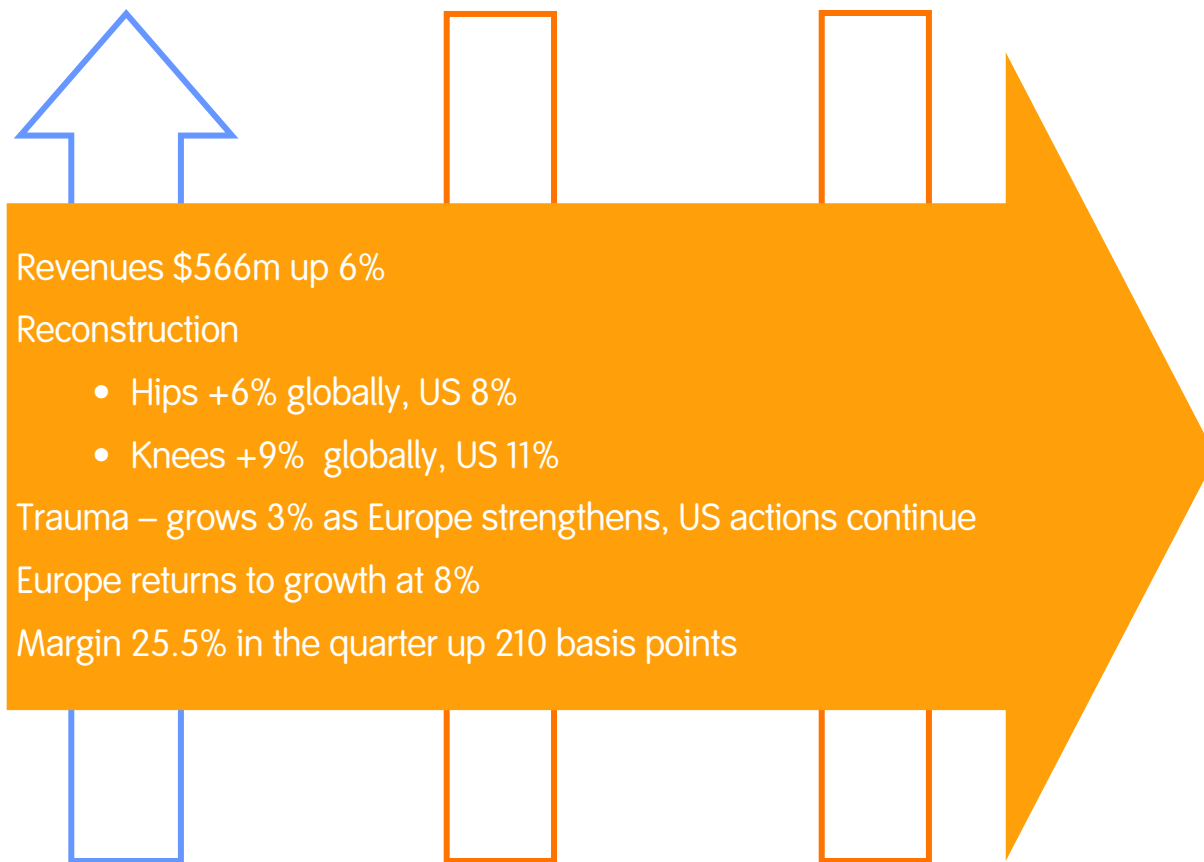 Revenues $566m up 6%
Reconstruction
• Hips +6% globally, US 8%
• Knees +9% globally, US 11%
Trauma – grows 3% as Europe strengthens, US actions continue
Europe returns to growth at 8%
Margin 25.5% in the quarter up 210 basis points